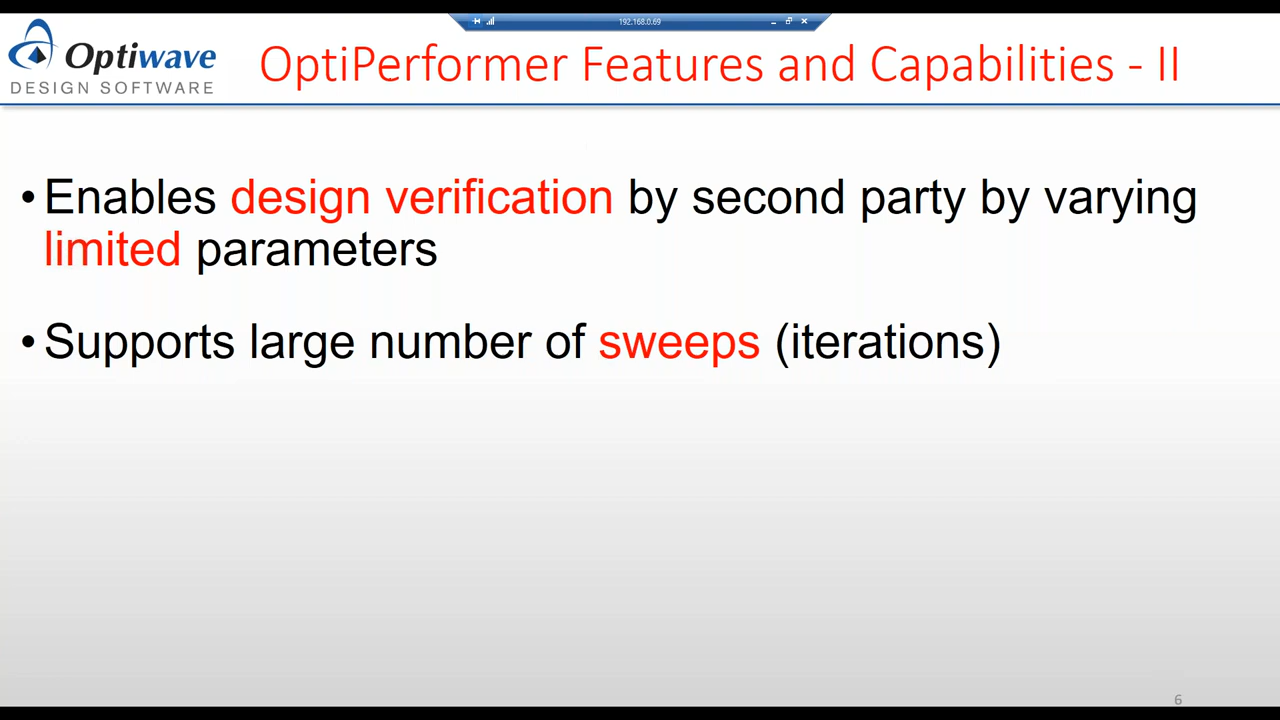 192.168.0.69
Optiwave
DESIGN SOFTWARE
OptiPerformer Features and Capabilities - II
• Enables design verification by second party by varying
limited parameters
• Supports large number of sweeps (iterations)
6